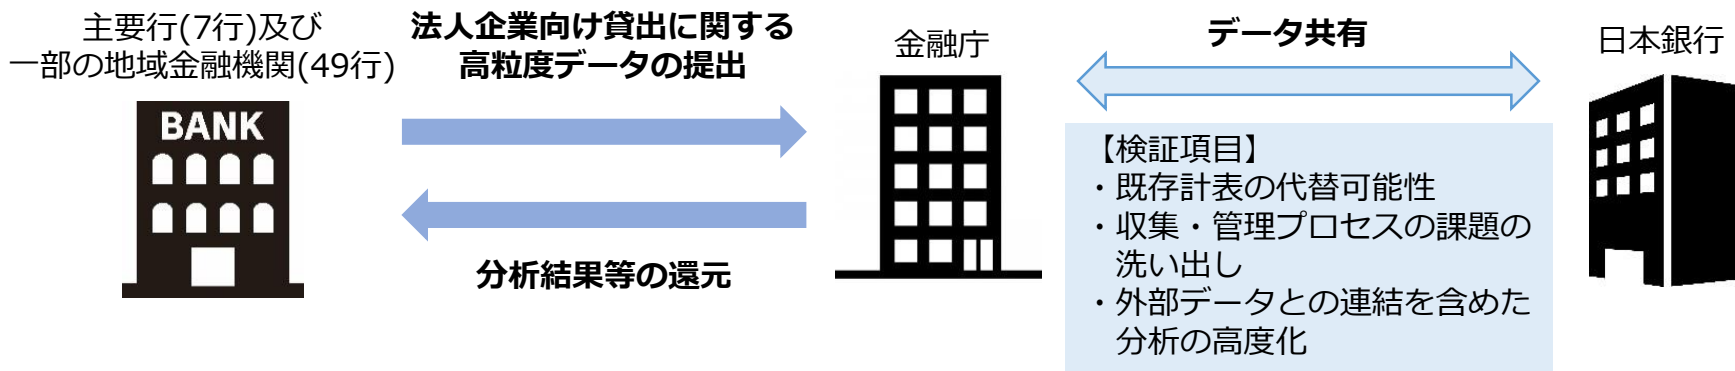 主要行(7行)及び
一部の地域金融機関(49行)
BANK
法人企業向け貸出に関する
高粒度データの提出
分析結果等の還元
金融庁
データ共有
【検証項目】
・既存計表の代替可能性
・収集・管理プロセスの課題の
洗い出し
・外部データとの連結を含めた
分析の高度化
日本銀行